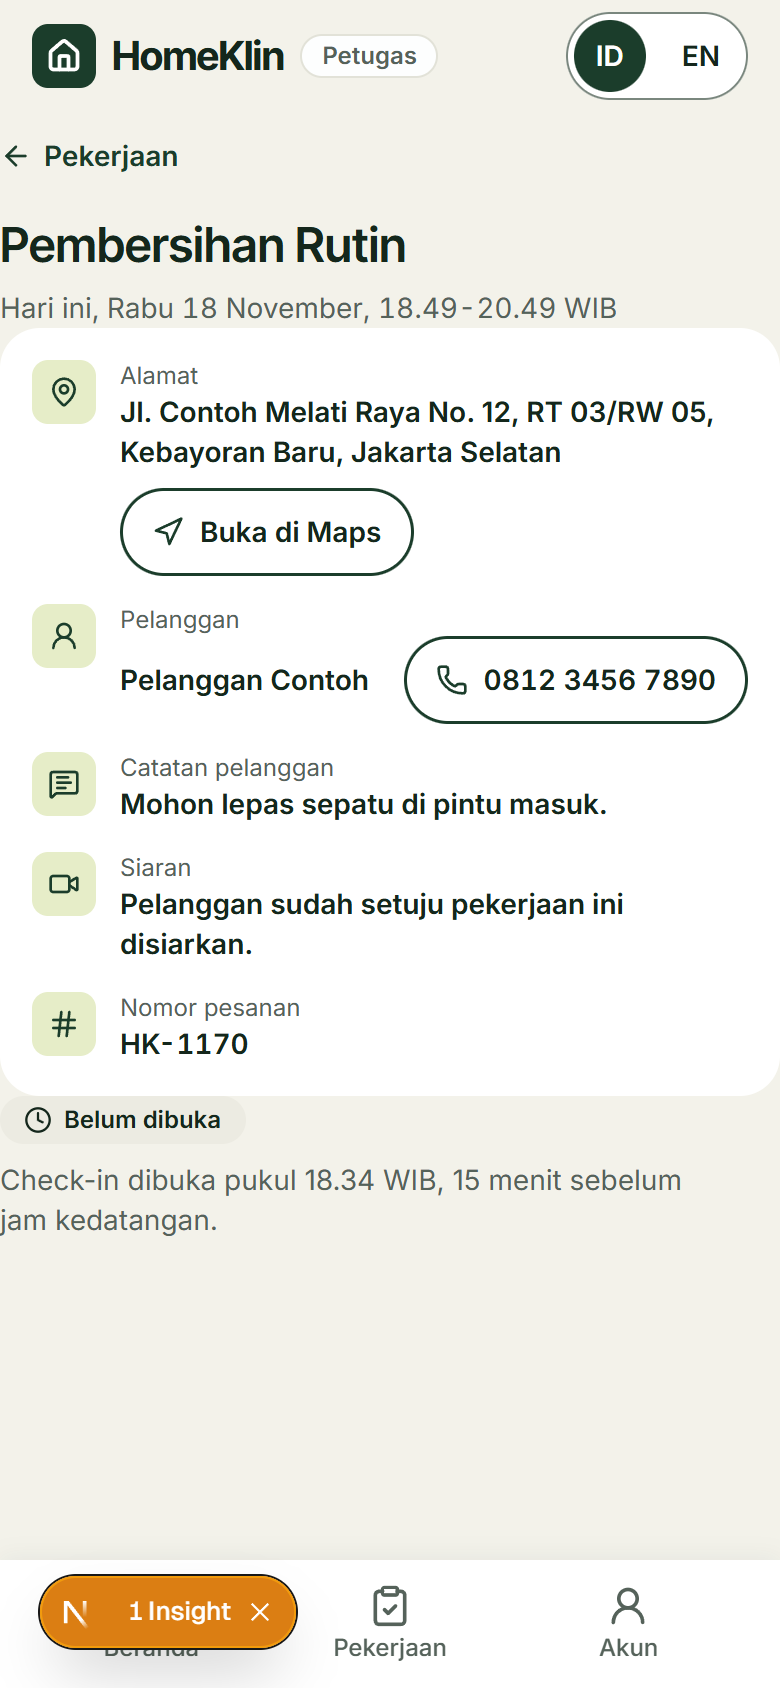 HomeKlin
Petugas
ID
EN
Pekerjaan
Pembersihan Rutin
Hari ini, Rabu 18 November, 18.49-20.49 WIB
Alamat
Jl. Contoh Melati Raya No. 12, RT 03/RW 05,
Kebayoran Baru, Jakarta Selatan
Buka di Maps
Pelanggan
Pelanggan Contoh
0812 3456 7890
Catatan pelanggan
Mohon lepas sepatu di pintu masuk.
Siaran
Pelanggan sudah setuju pekerjaan ini
disiarkan.
Nomor pesanan
HK-1170
Belum dibuka
Check-in dibuka pukul 18.34 WIB, 15 menit sebelum
jam kedatangan.
N
1 Insight
Beranda
Pekerjaan
Akun